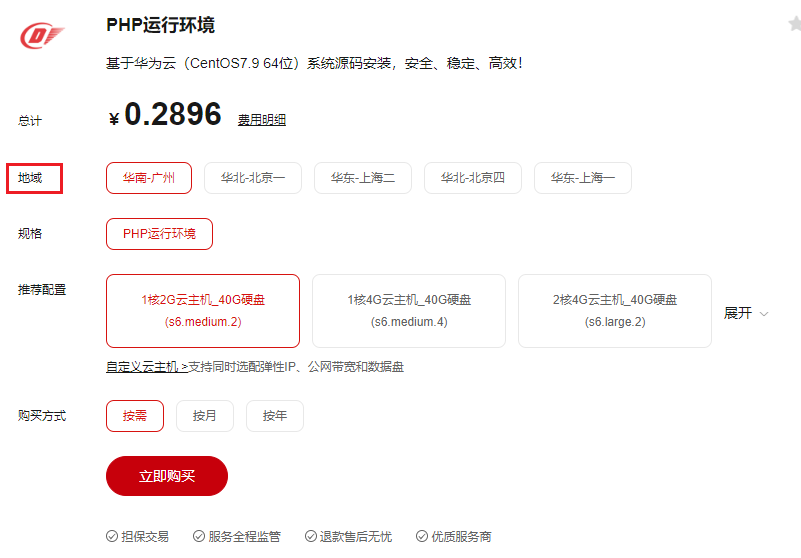 PHP运行环境
基于华为云（CentOS7.9 64位）系统源码安装，安全、稳定、高效！
总计 ¥ 0.2896 费用明细
地域 华南-广州 华北-北京一 华东-上海二 华北-北京四 华东-上海一
规格 PHP运行环境
推荐配置 1核2G云主机_40G硬盘 1核4G云主机_40G硬盘 2核4G云主机_40G硬盘
(s6.medium.2) (s6.medium.4) (s6.large.2) 展开
自定义云主机 >支持同时选配弹性IP、公网带宽和数据盘
购买方式 按需 按月 按年
立即购买
担保交易 服务全程监管 退款售后无忧 优质服务商